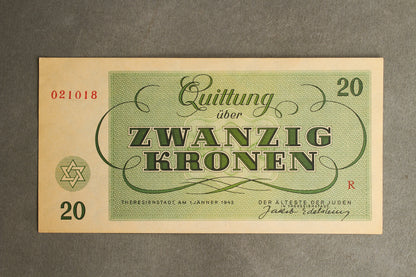 021018
Quittung
20
über
ZWANZIG
KRONEN
R
THERESIENSTADT, AM 1.JÄNNER 1943
DER ÄLTESTE DER JUDEN
IN THERESIENSTADT
20
Jakob Edelstein